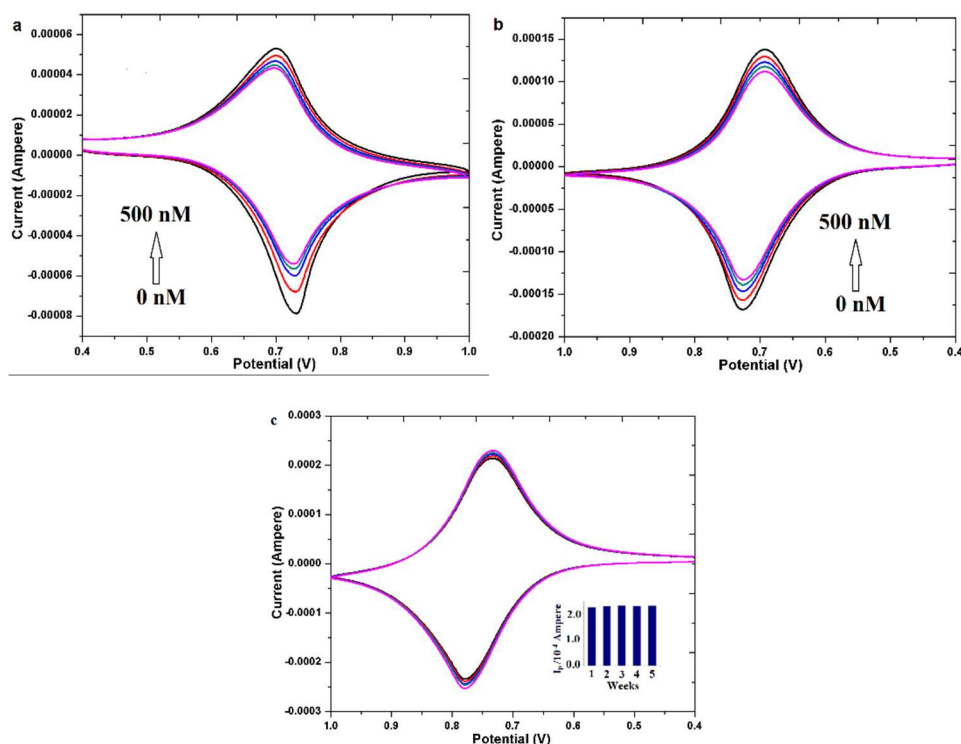 a
0.00006
0.00004
0.00002
0.00000
-0.00002
-0.00004
-0.00006
-0.00008
Current (Ampere)
500 nM
0 nM
0.4 0.5 0.6 0.7 0.8 0.9 1.0
Potential (V)
b
0.00015
0.00010
0.00005
0.00000
-0.00005
-0.00010
-0.00015
-0.00020
Current (Ampere)
500 nM
0 nM
1.0 0.9 0.8 0.7 0.6 0.5 0.4
Potential (V)
c
0.0003
0.0002
0.0001
0.0000
-0.0001
-0.0002
-0.0003
Current (Ampere)
2.0
1.0
0.0
Ip/10⁻⁴ Ampere
1 2 3 4 5
Weeks
1.0 0.9 0.8 0.7 0.6 0.5 0.4
Potential (V)